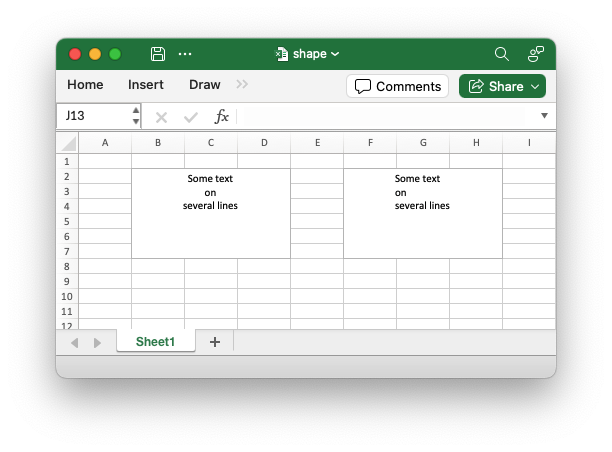 shape
Home Insert Draw
Comments
Share
J13
fx
A B C D E F G H I
1
2
3
4
5
6
7
8
9
10
11
12
Some text
on
several lines
Some text
on
several lines
Sheet1